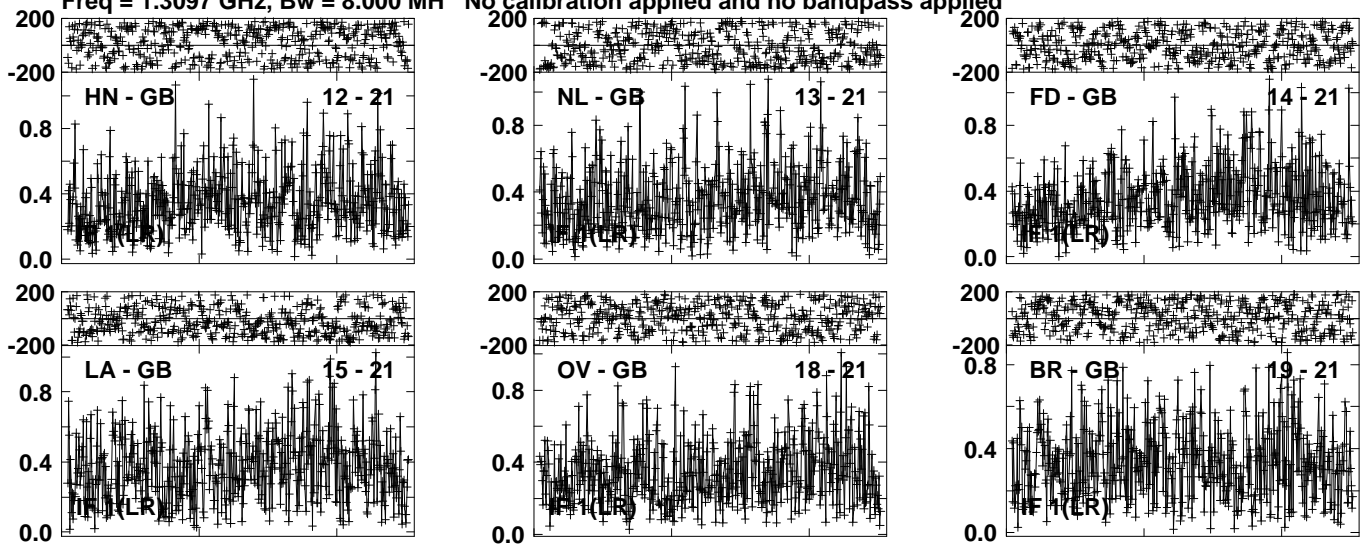 Freq = 1.3097 GHz, Bw = 8.000 MH No calibration applied and no bandpass applied
200
-200
HN - GB 12 - 21
0.8
0.4
IF 1(LR)
0.0
200
-200
NL - GB 13 - 21
0.8
0.4
IF 1(LR)
0.0
200
-200
FD - GB 14 - 21
0.8
0.4
IF 1(LR)
0.0
200
-200
LA - GB 15 - 21
0.8
0.4
IF 1(LR)
0.0
200
-200
OV - GB 18 - 21
0.8
0.4
IF 1(LR)
0.0
200
-200
0.8
BR - GB 19 - 21
0.4
IF 1(LR)
0.0